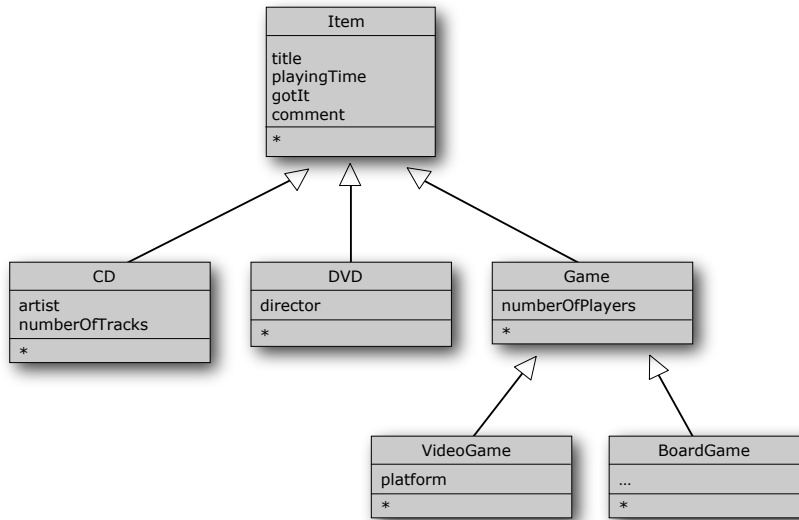 Item
title
playingTime
gotIt
comment
*
CD
artist
numberOfTracks
*
DVD
director
*
Game
numberOfPlayers
*
VideoGame
platform
*
BoardGame
...
*